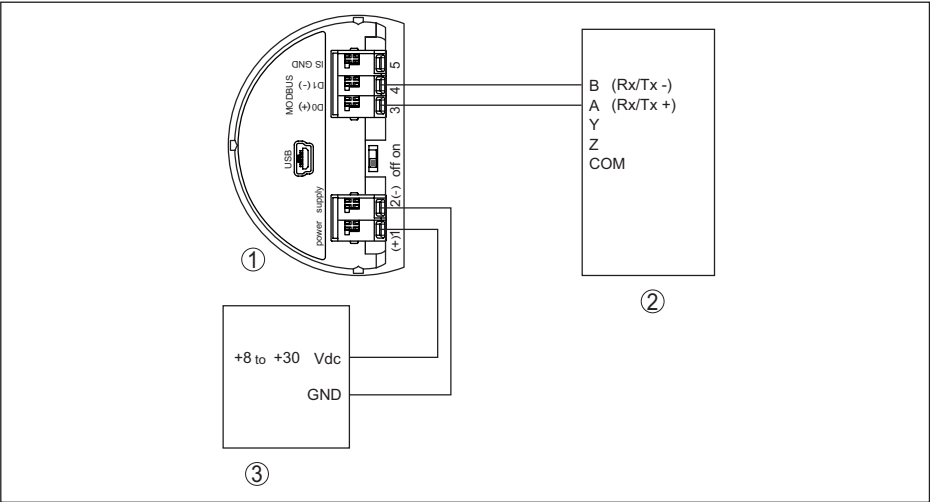 IS GND
5
MODBUS
D1 (-)
4
D0(+)
3
USB
off on
power supply
2(-)
(+)1
1
B (Rx/Tx -)
A (Rx/Tx +)
Y
Z
COM
2
+8 to +30 Vdc
GND
3